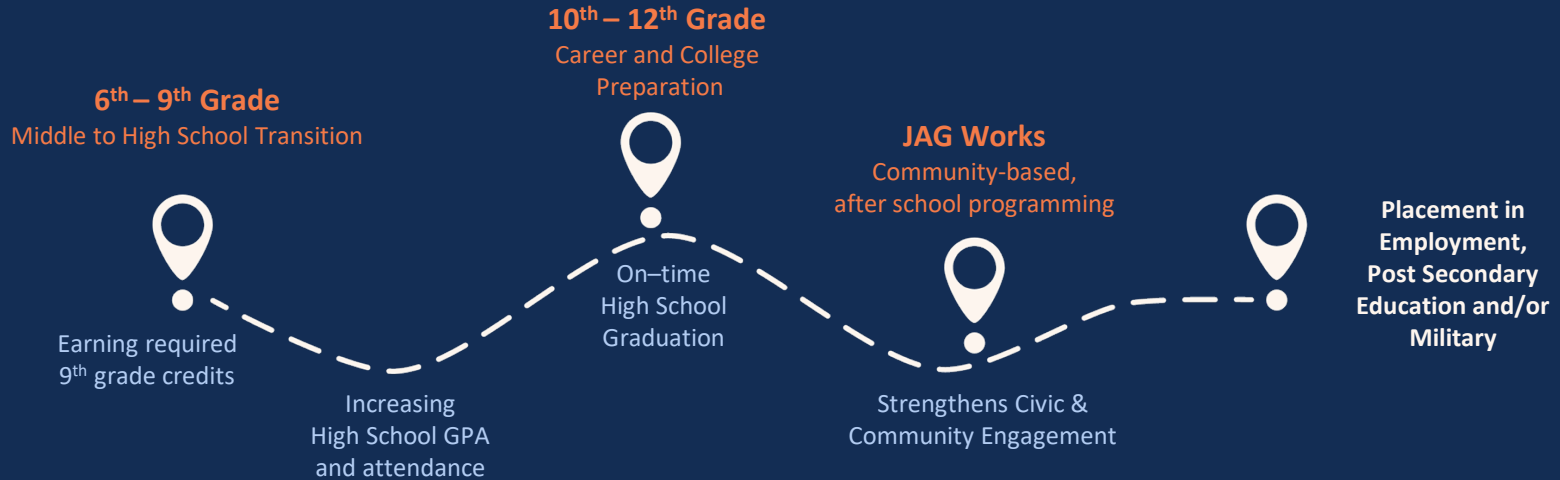 6th – 9th Grade
Middle to High School Transition
Earning required
9th grade credits
Increasing
High School GPA
and attendance
10th – 12th Grade
Career and College
Preparation
On–time
High School
Graduation
JAG Works
Community-based,
after school programming
Strengthens Civic &
Community Engagement
Placement in
Employment,
Post Secondary
Education and/or
Military